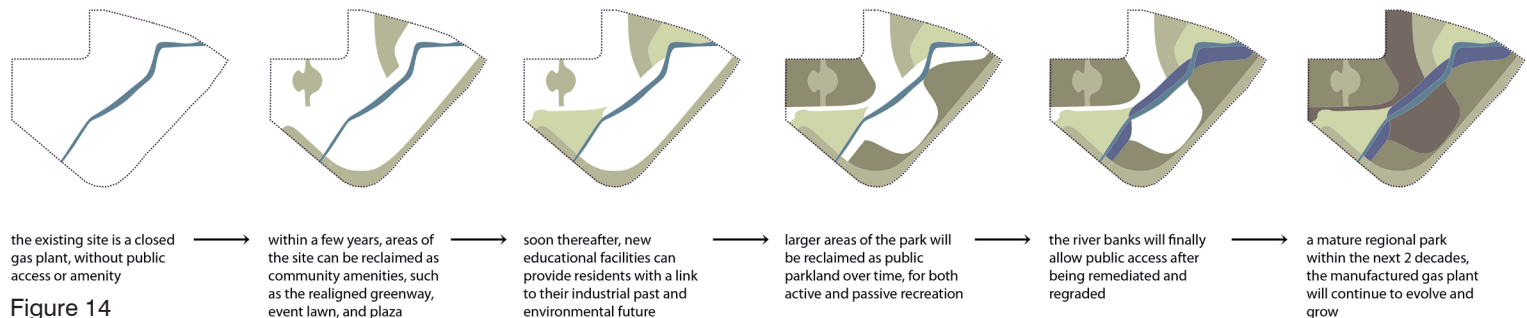 the existing site is a closed
gas plant, without public
access or amenity
within a few years, areas of
the site can be reclaimed as
community amenities, such
as the realigned greenway,
event lawn, and plaza
soon thereafter, new
educational facilities can
provide residents with a link
to their industrial past and
environmental future
larger areas of the park will
be reclaimed as public
parkland over time, for both
active and passive recreation
the river banks will finally
allow public access after
being remediated and
regraded
a mature regional park
within the next 2 decades,
the manufactured gas plant
will continue to evolve and
grow
Figure 14